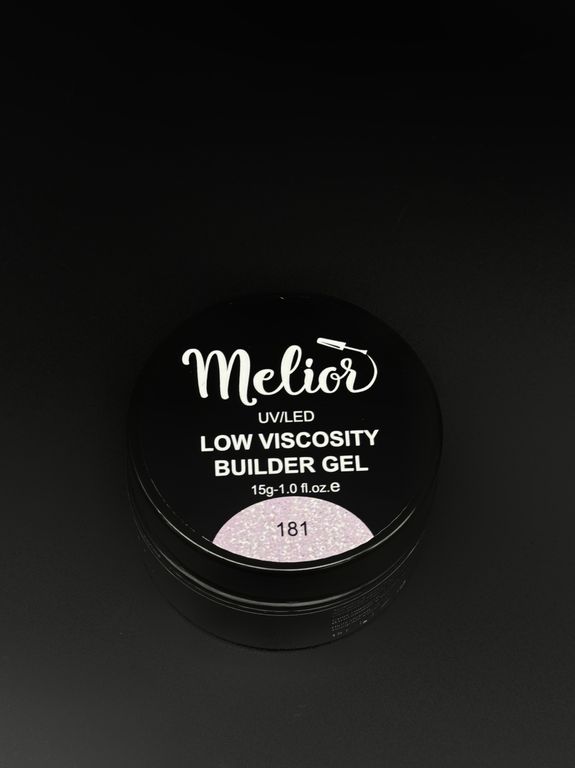 Melior
UV/LED
LOW VISCOSITY
BUILDER GEL
15g-1.0 fl.oz.e
181